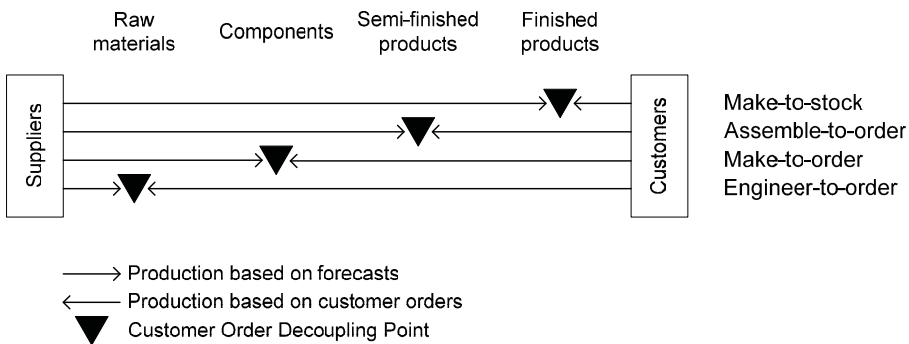 Raw
materials
Components
Semi-finished
products
Finished
products
Suppliers
Customers
Make-to-stock
Assemble-to-order
Make-to-order
Engineer-to-order
Production based on forecasts
Production based on customer orders
Customer Order Decoupling Point